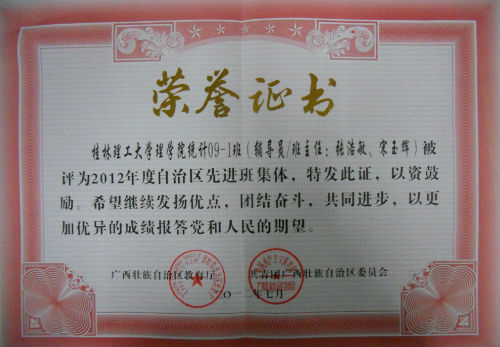 荣誉证书
桂林理工大学理学院统计09-1班（辅导员/班主任：张浩敏、宋玉辉）被
评为2012年度自治区先进班集体，特发此证，以资鼓
励。希望继续发扬优点，团结奋斗，共同进步，以更
加优异的成绩报答党和人民的期望。
广西壮族自治区教育厅 共青团广西壮族自治区委员会
二〇一二年七月